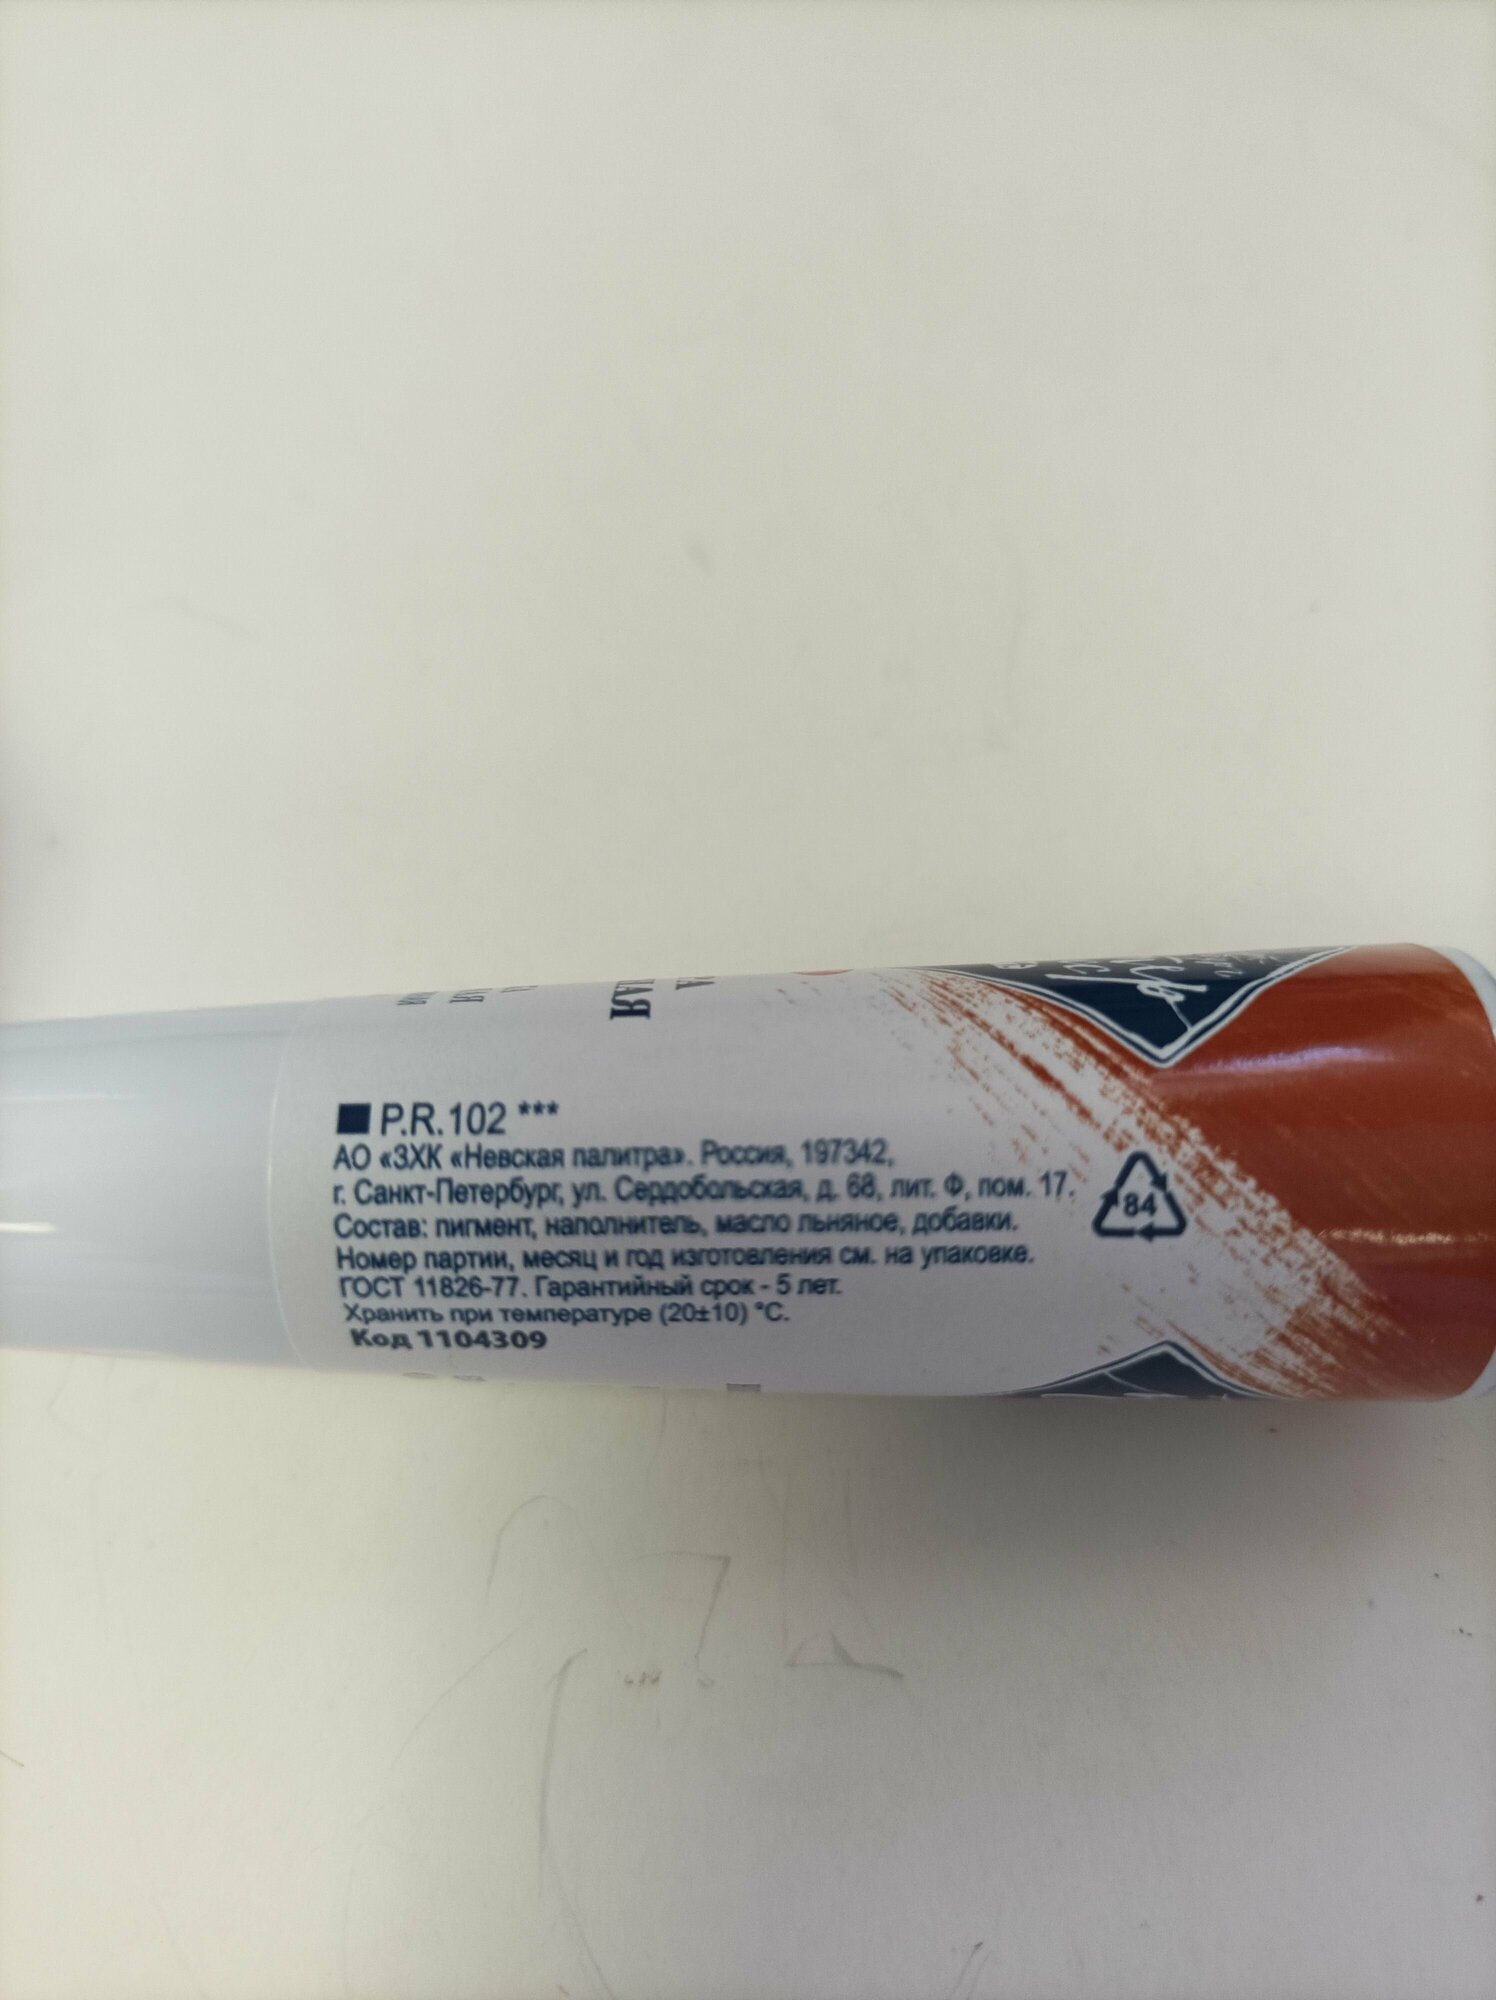 P.R.102 ***
АО «ЗХК «Невская палитра». Россия, 197342,
г. Санкт-Петербург, ул. Сердобольская, д. 68, лит. Ф, пом. 17.
Состав: пигмент, наполнитель, масло льняное, добавки.
Номер партии, месяц и год изготовления см. на упаковке.
ГОСТ 11826-77. Гарантийный срок - 5 лет.
Хранить при температуре (20±10) °C.
Код 1104309
84